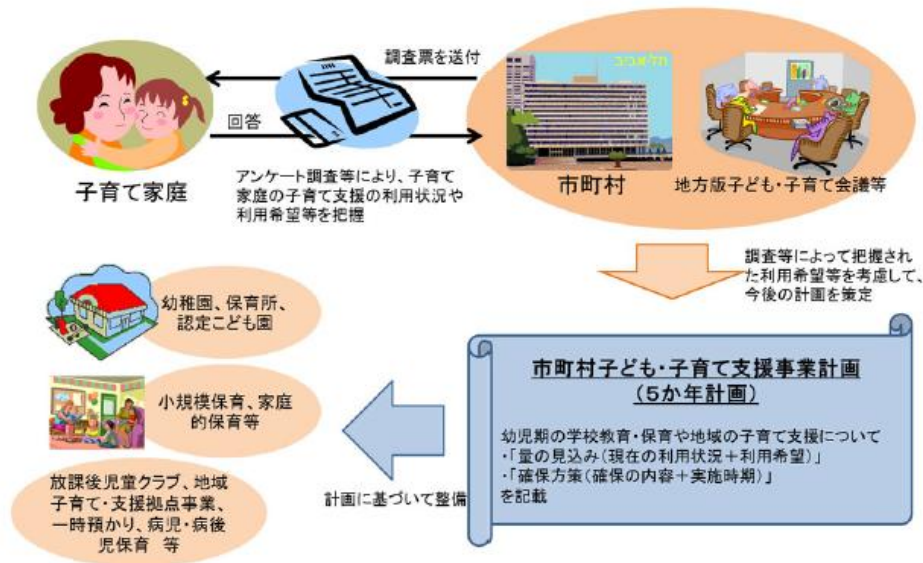 調査票を送付
回答
子育て家庭
アンケート調査等により、子育て
家庭の子育て支援の利用状況や
利用希望等を把握
תל-אביב
市町村
地方版子ども・子育て会議等
調査等によって把握され
た利用希望等を考慮して、
今後の計画を策定
市町村子ども・子育て支援事業計画
(5か年計画)
幼児期の学校教育・保育や地域の子育て支援について
・「量の見込み(現在の利用状況+利用希望)」
・「確保方策(確保の内容+実施時期)」
を記載
計画に基づいて整備
幼稚園、保育所、
認定こども園
小規模保育、家庭
的保育等
放課後児童クラブ、地域
子育て・支援拠点事業、
一時預かり、病児・病後
児保育 等